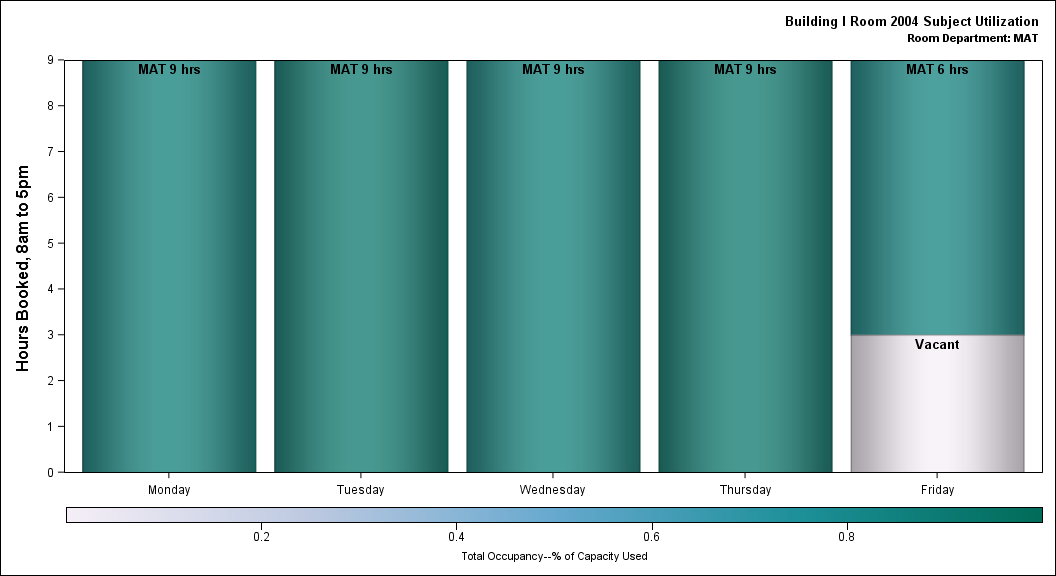 Building I Room 2004 Subject Utilization
Room Department: MAT
Hours Booked, 8am to 5pm
9
8
7
6
5
4
3
2
1
0
MAT 9 hrs
MAT 9 hrs
MAT 9 hrs
MAT 9 hrs
MAT 6 hrs
Vacant
Monday
Tuesday
Wednesday
Thursday
Friday
0.2
0.4
0.6
0.8
Total Occupancy--% of Capacity Used